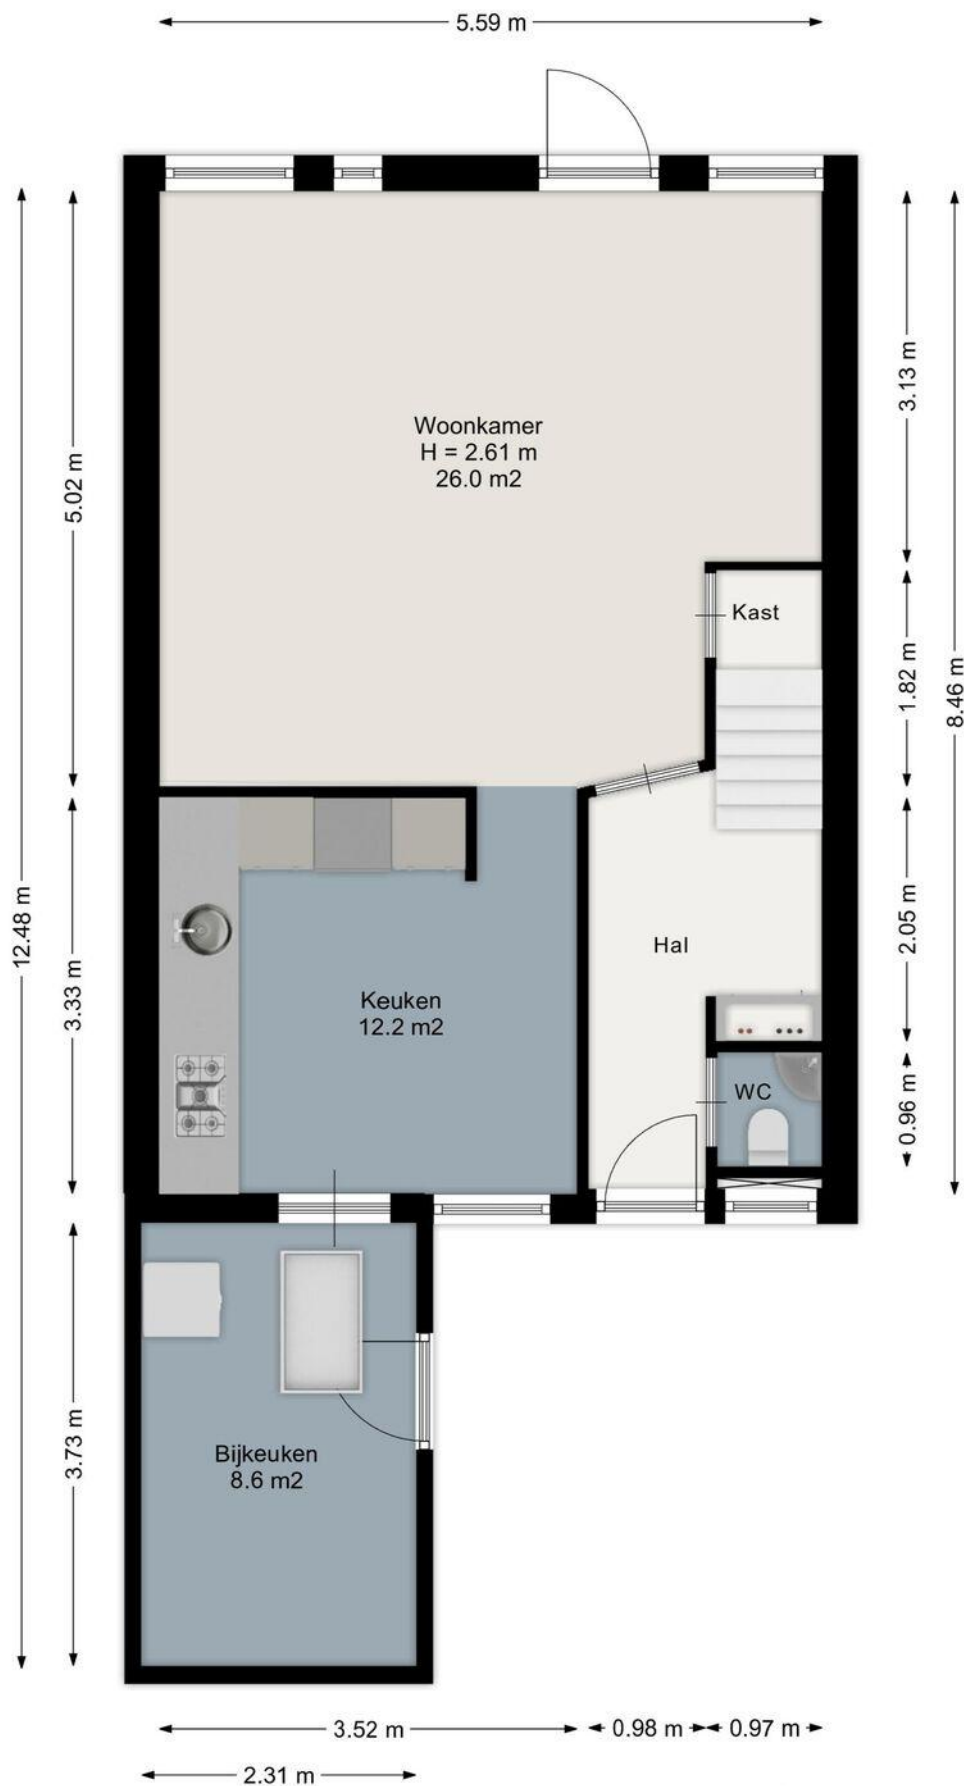 5.59 m
Woonkamer
H = 2.61 m
26.0 m2
5.02 m
3.13 m
Kast
1.82 m
8.46 m
12.48 m
3.33 m
Keuken
12.2 m2
Hal
2.05 m
WC
0.96 m
Bijkeuken
8.6 m2
3.73 m
3.52 m
0.98 m
0.97 m
2.31 m